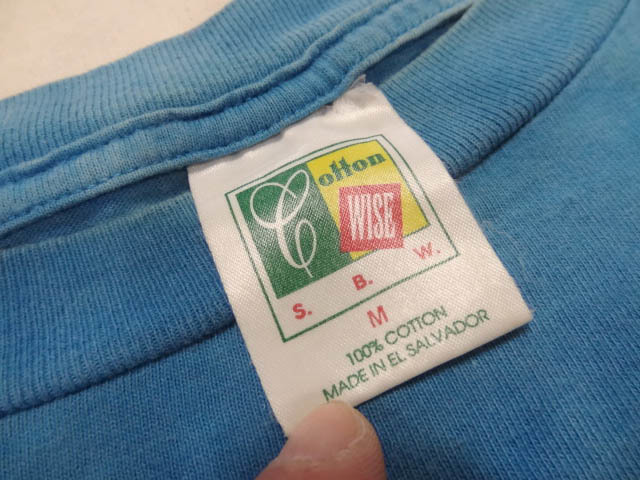 Cotton
WISE
S. B. W.
M
100% COTTON
MADE IN EL SALVADOR